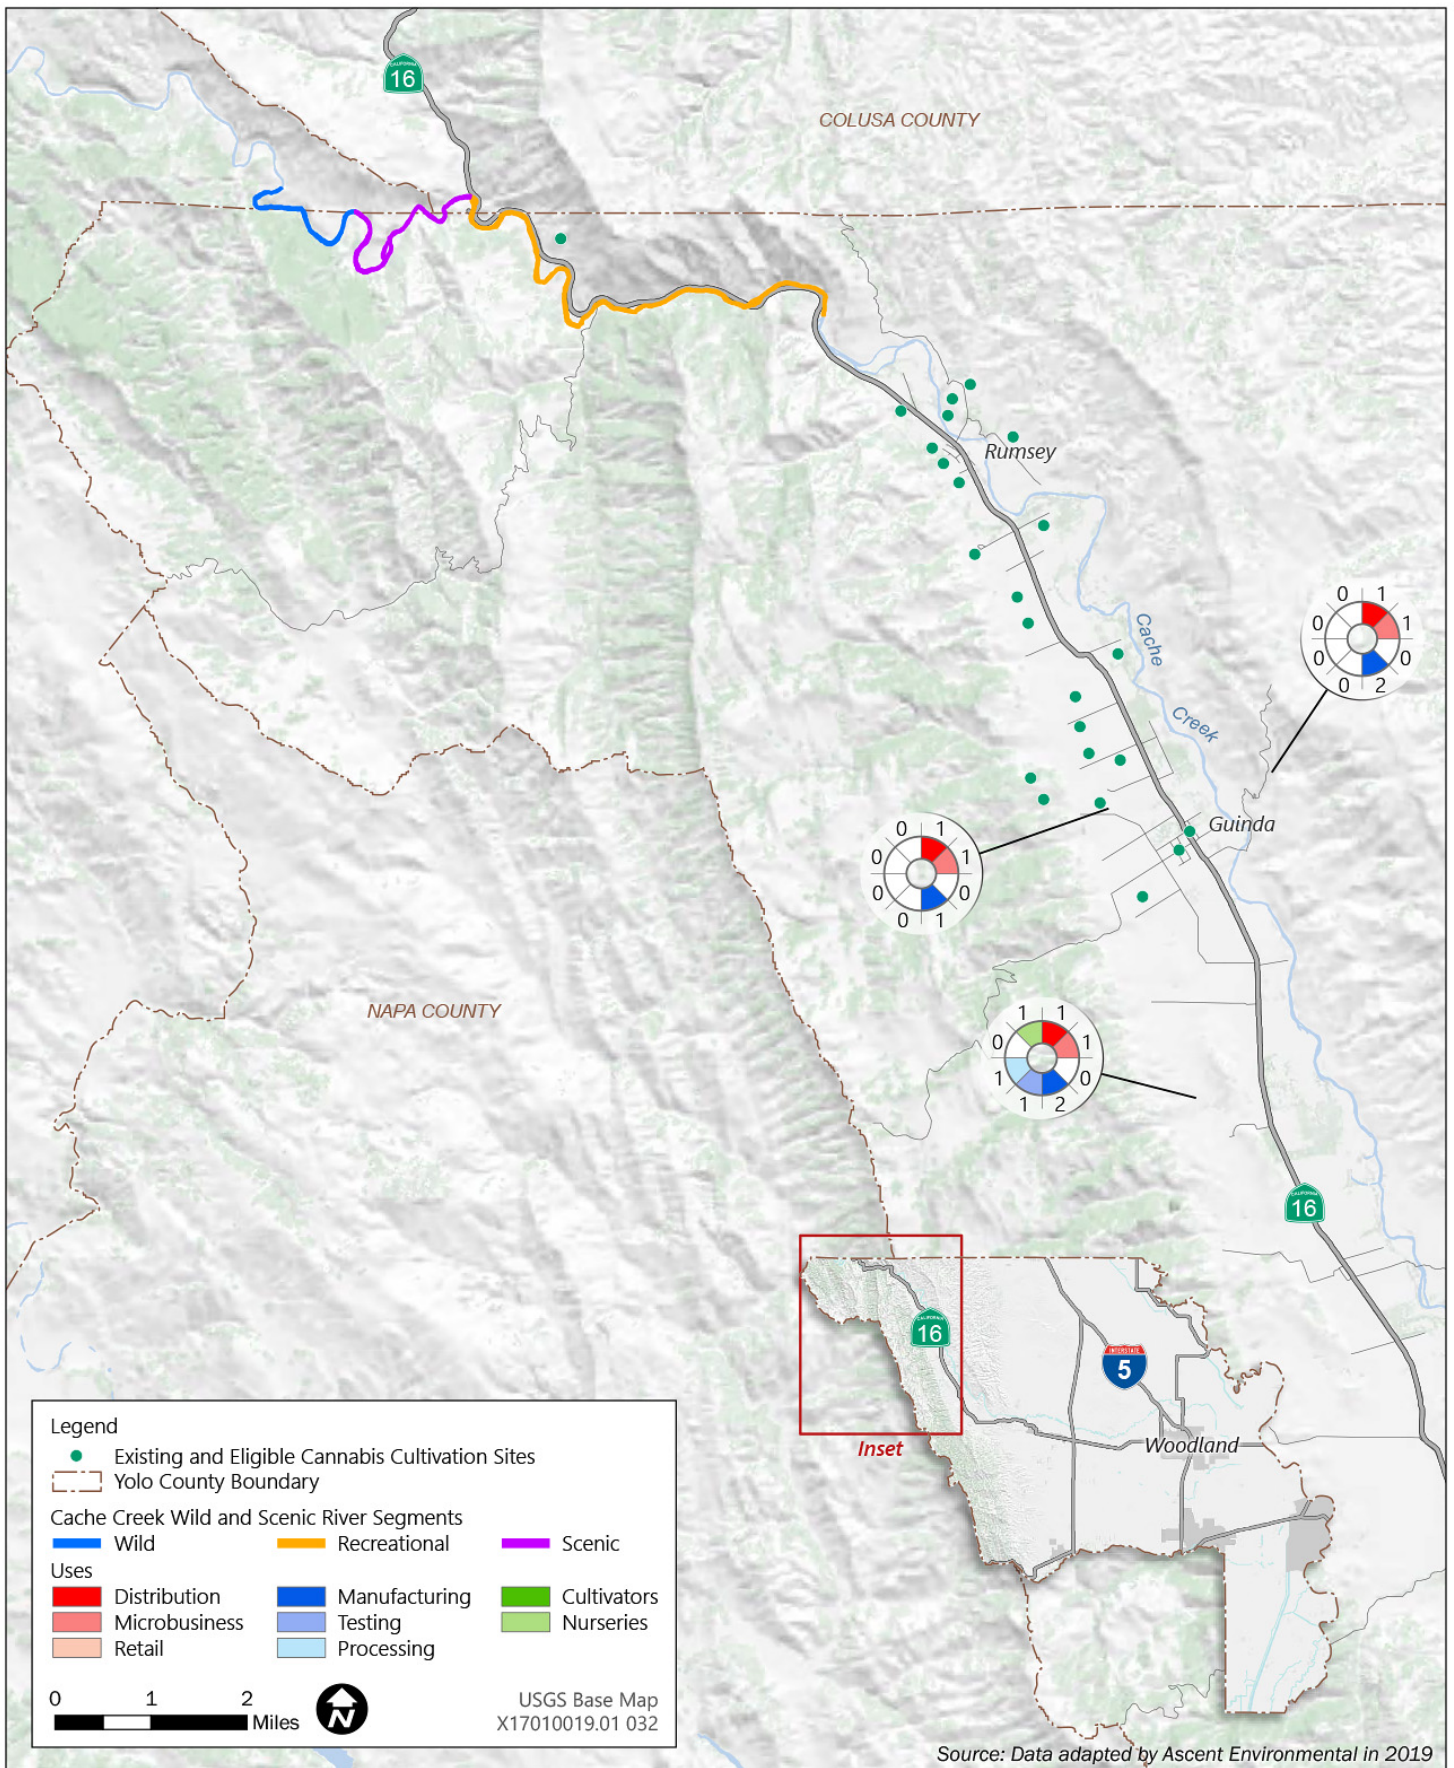 CALIFORNIA
16
COLUSA COUNTY
Rumsey
Cache
Creek
0 1
0 1
0 0
0 2
Guinda
0 1
0 1
0 0
0 1
NAPA COUNTY
1 1
0 1
1 0
1 2
CALIFORNIA
16
CALIFORNIA
16
INTERSTATE
5
Woodland
Inset
Legend
Existing and Eligible Cannabis Cultivation Sites
Yolo County Boundary
Cache Creek Wild and Scenic River Segments
Wild Recreational Scenic
Uses
Distribution Manufacturing Cultivators
Microbusiness Testing Nurseries
Retail Processing
0 1 2
Miles
N
USGS Base Map
X17010019.01 032
Source: Data adapted by Ascent Environmental in 2019